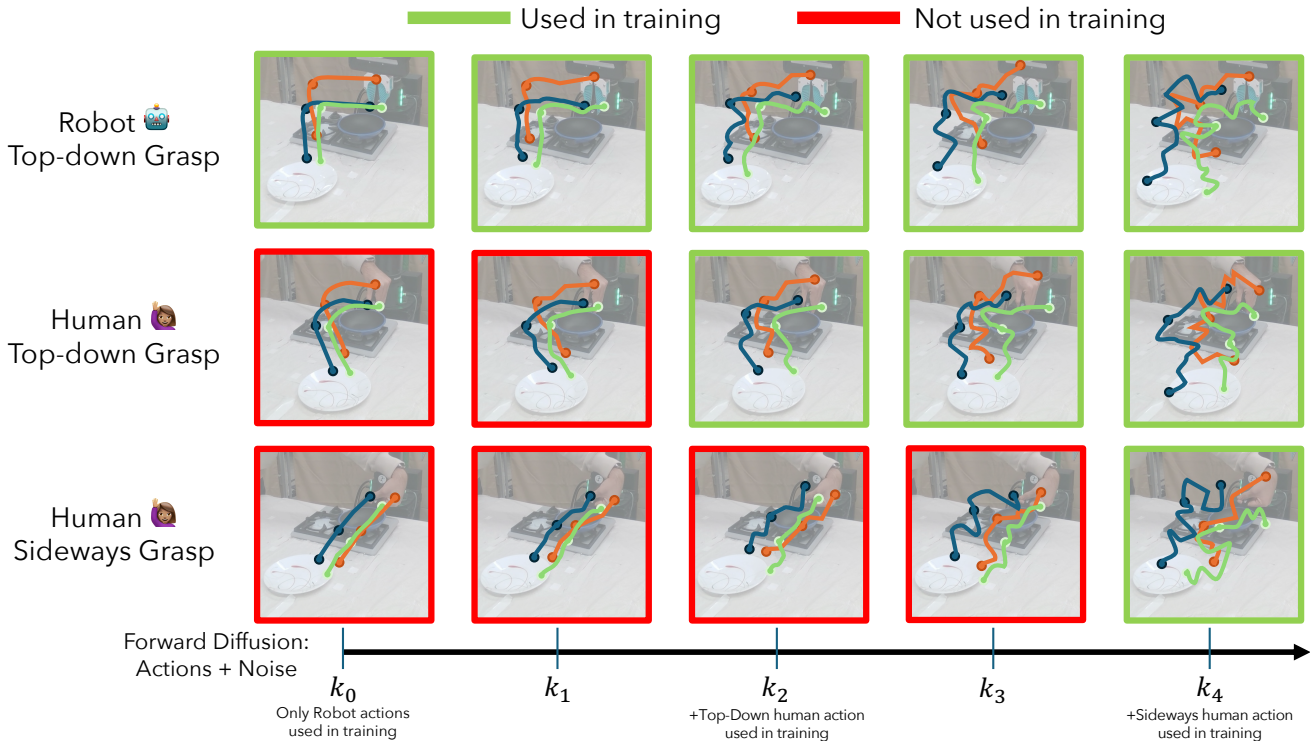 Used in training
Not used in training
Robot 🤖
Top-down Grasp
Human 🙋🏽‍♀️
Top-down Grasp
Human 🙋🏽‍♀️
Sideways Grasp
Forward Diffusion:
Actions + Noise
k₀
k₁
k₂
k₃
k₄
Only Robot actions
used in training
+Top-Down human action
used in training
+Sideways human action
used in training